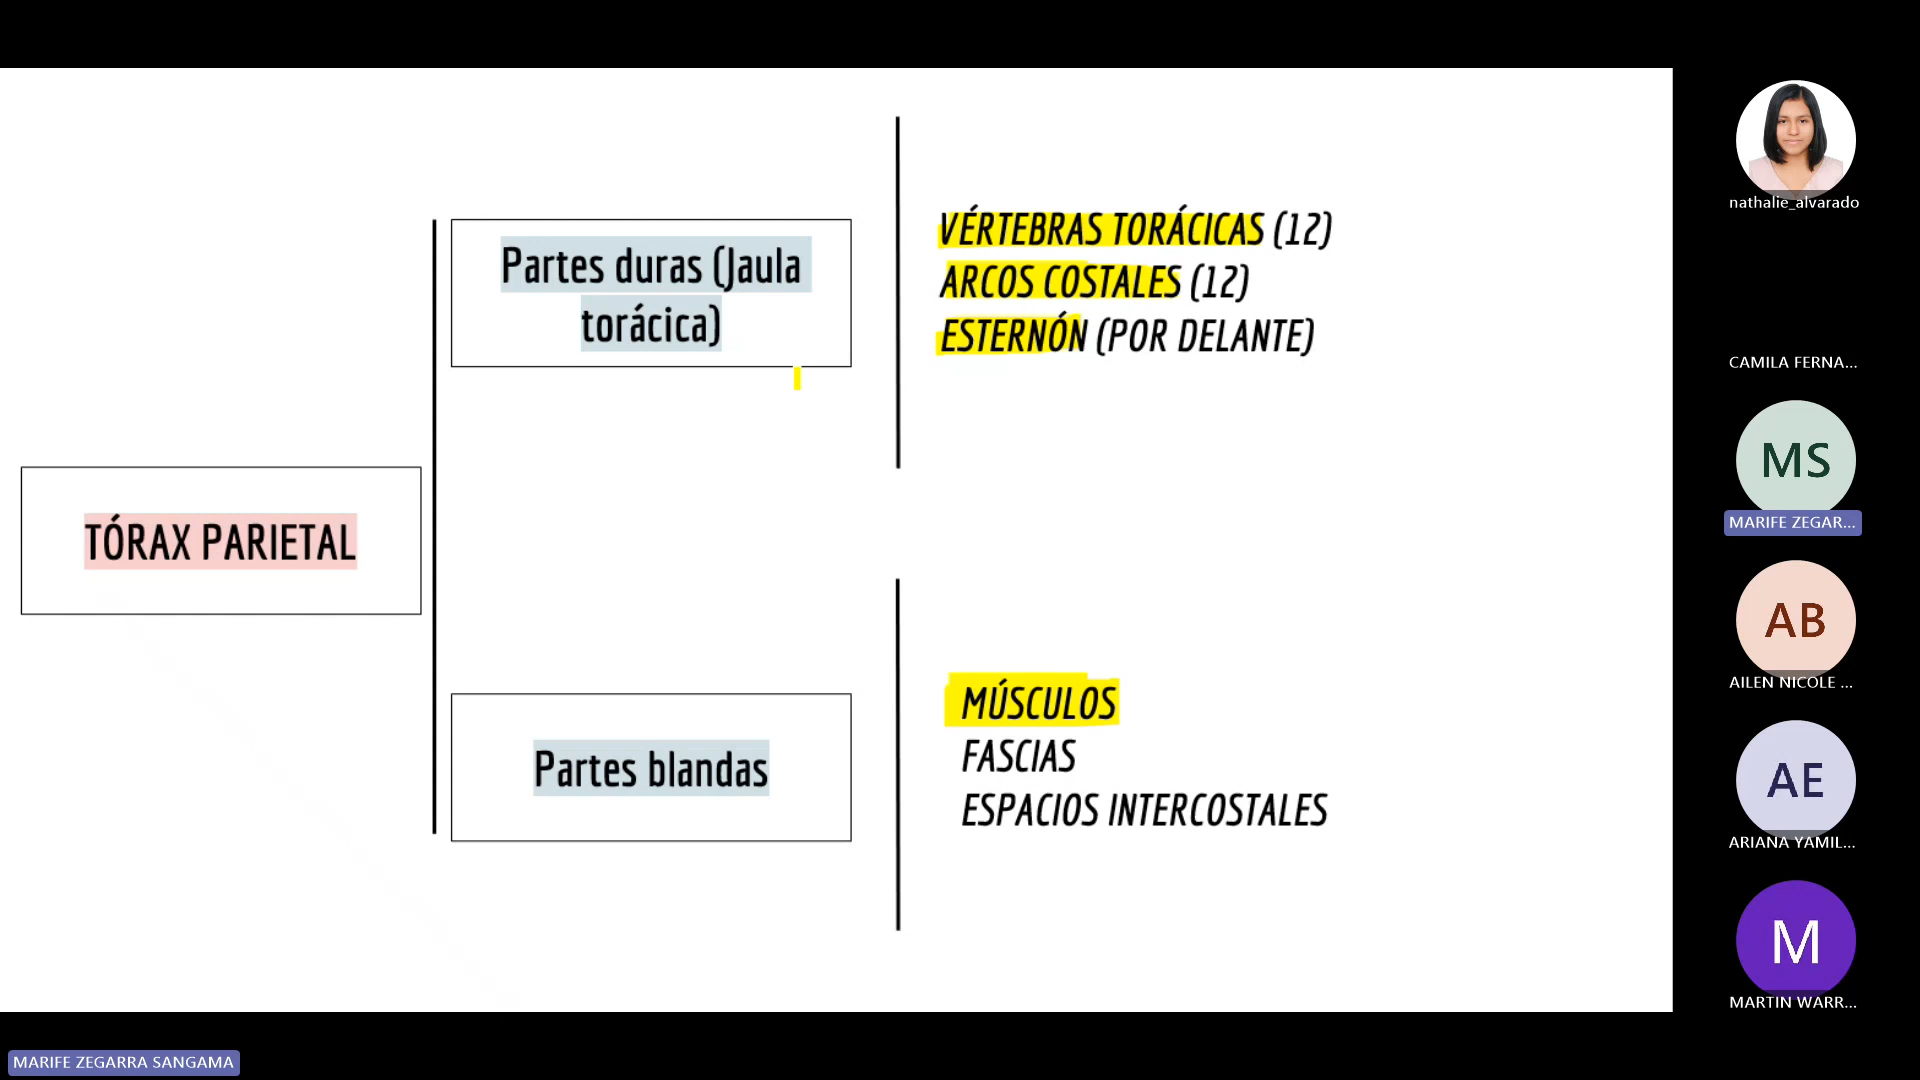 VÉRTEBRAS TORÁCICAS (12)
Partes duras (Jaula
torácica)
ARCOS COSTALES (12)
ESTERNÓN (POR DELANTE)
TÓRAX PARIETAL
MÚSCULOS
Partes blandas
FASCIAS
ESPACIOS INTERCOSTALES
nathalie_alvarado
CAMILA FERNA...
MS
MARIFE ZEGAR...
AB
AILEN NICOLE ...
AE
ARIANA YAMIL...
M
MARTIN WARR...
MARIFE ZEGARRA SANGAMA